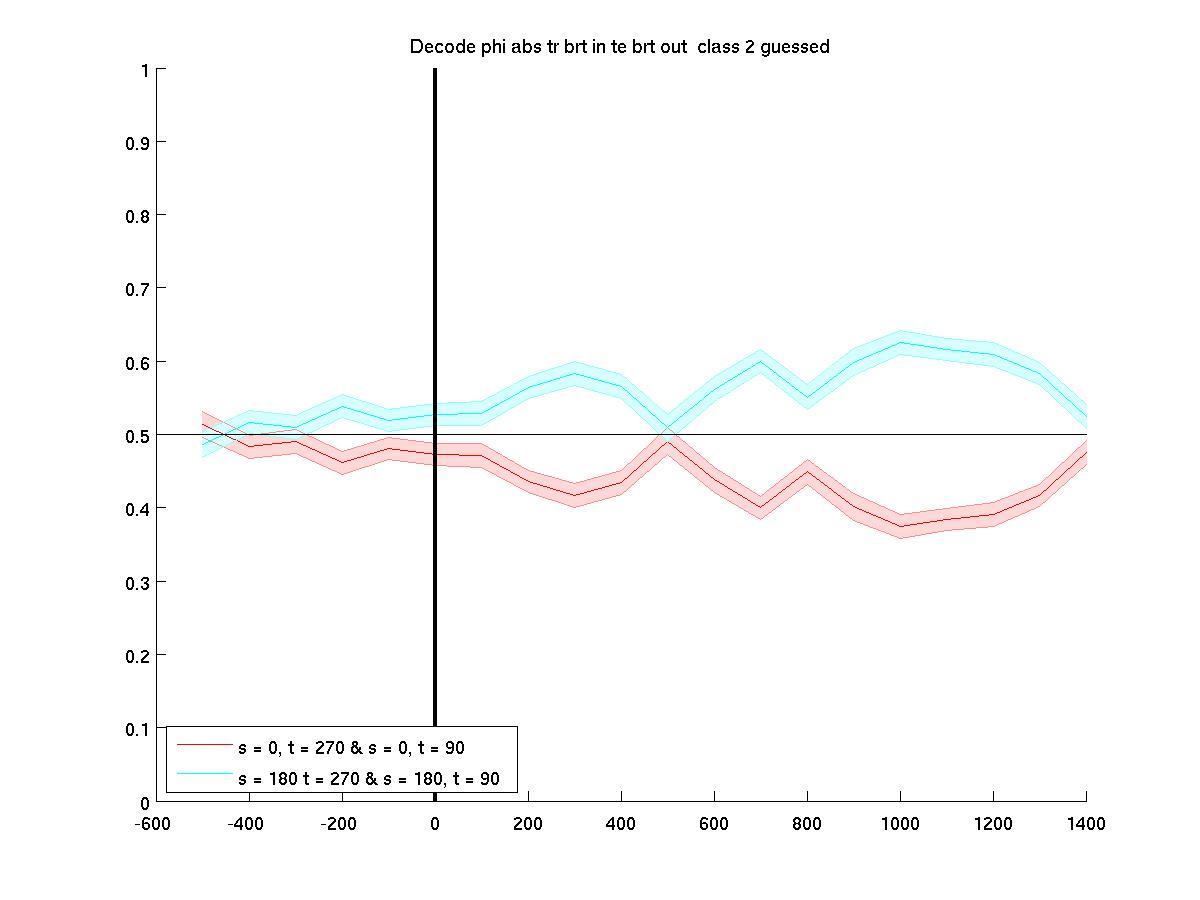 Decode phi abs tr brt in te brt out  class 2 guessed
1
0.9
0.8
0.7
0.6
0.5
0.4
0.3
0.2
0.1
0
s = 0, t = 270 & s = 0, t = 90
s = 180 t = 270 & s = 180, t = 90
-600 -400 -200 0 200 400 600 800 1000 1200 1400